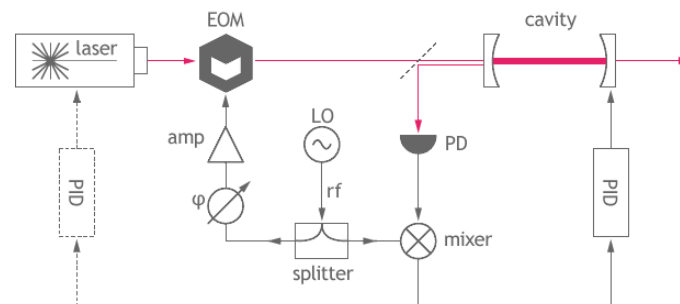 EOM
cavity
laser
amp
LO
PD
PID
φ
rf
PID
mixer
splitter